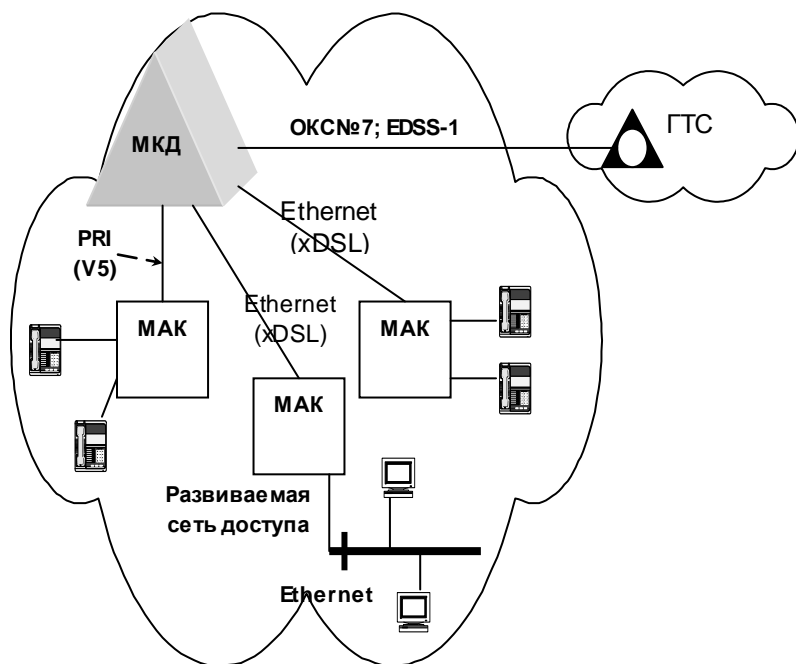 ОКС№7; EDSS-1
ГТС
МКД
Ethernet
(xDSL)
PRI
(V5)
Ethernet
(xDSL)
МАК
МАК
МАК
Развиваемая
сеть доступа
Ethernet